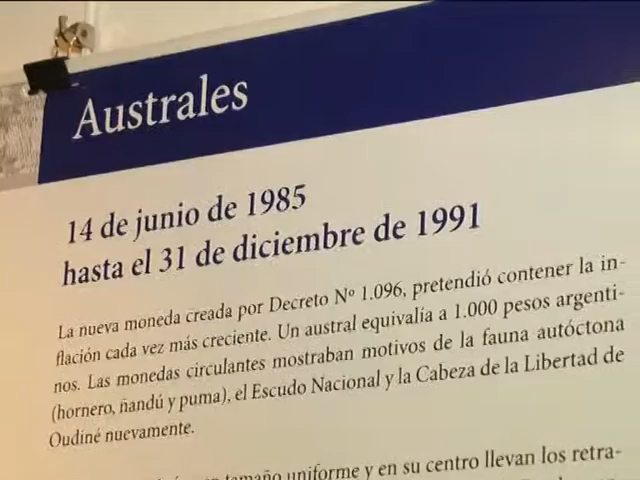 Australes
14 de junio de 1985
hasta el 31 de diciembre de 1991
La nueva moneda creada por Decreto Nº 1.096, pretendió contener la in-
flación cada vez más creciente. Un austral equivalía a 1.000 pesos argenti-
nos. Las monedas circulantes mostraban motivos de la fauna autóctona
(hornero, ñandú y puma), el Escudo Nacional y la Cabeza de la Libertad de
Oudiné nuevamente.
tamaño uniforme y en su centro llevan los retra-